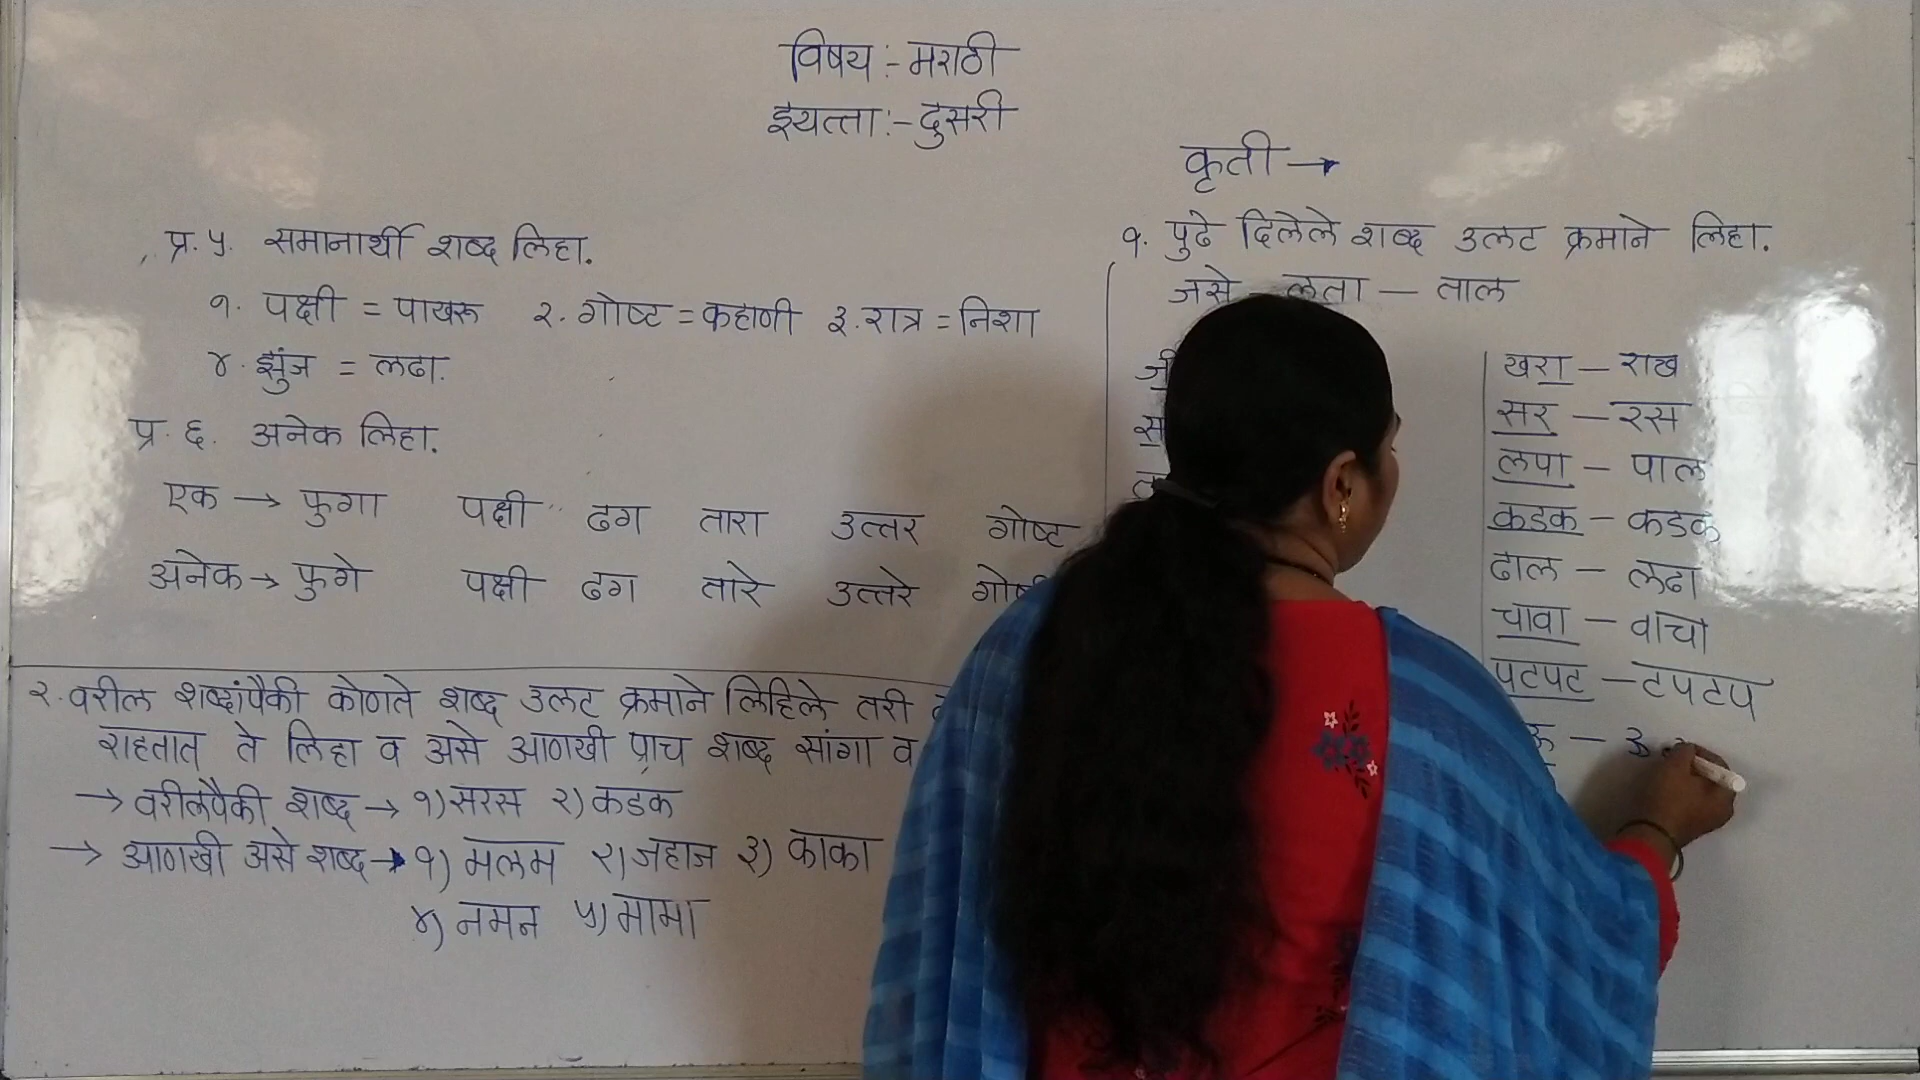 विषय :- मराठी
इयत्ता :- दुसरी
प्र. ५. समानार्थी शब्द लिहा.
१. पक्षी = पाखरू २. गोष्ट = कहाणी ३. रात्र = निशा
४. झुंज = लढा.
प्र. ६. अनेक लिहा.
एक → फुगा पक्षी ढग तारा उत्तर गोष्ट
अनेक → फुगे पक्षी ढग तारे उत्तरे
कृती →
१. पुढे दिलेले शब्द उलट क्रमाने लिहा.
जसे - लता – ताल
खरा – राख
सर – रस
लपा – पाल
कडक – कडक
ढाल – लढा
चावा – वाचा
पटपट – टपटप
२. वरील शब्दांपैकी कोणते शब्द उलट क्रमाने लिहिले तरी
राहतात ते लिहा व असे आणखी पाच शब्द सांगा व
→ वरीलपैकी शब्द → १) सरस २) कडक
→ आणखी असे शब्द → १) मलम २) जहाज ३) काका
४) नमन ५) मामा